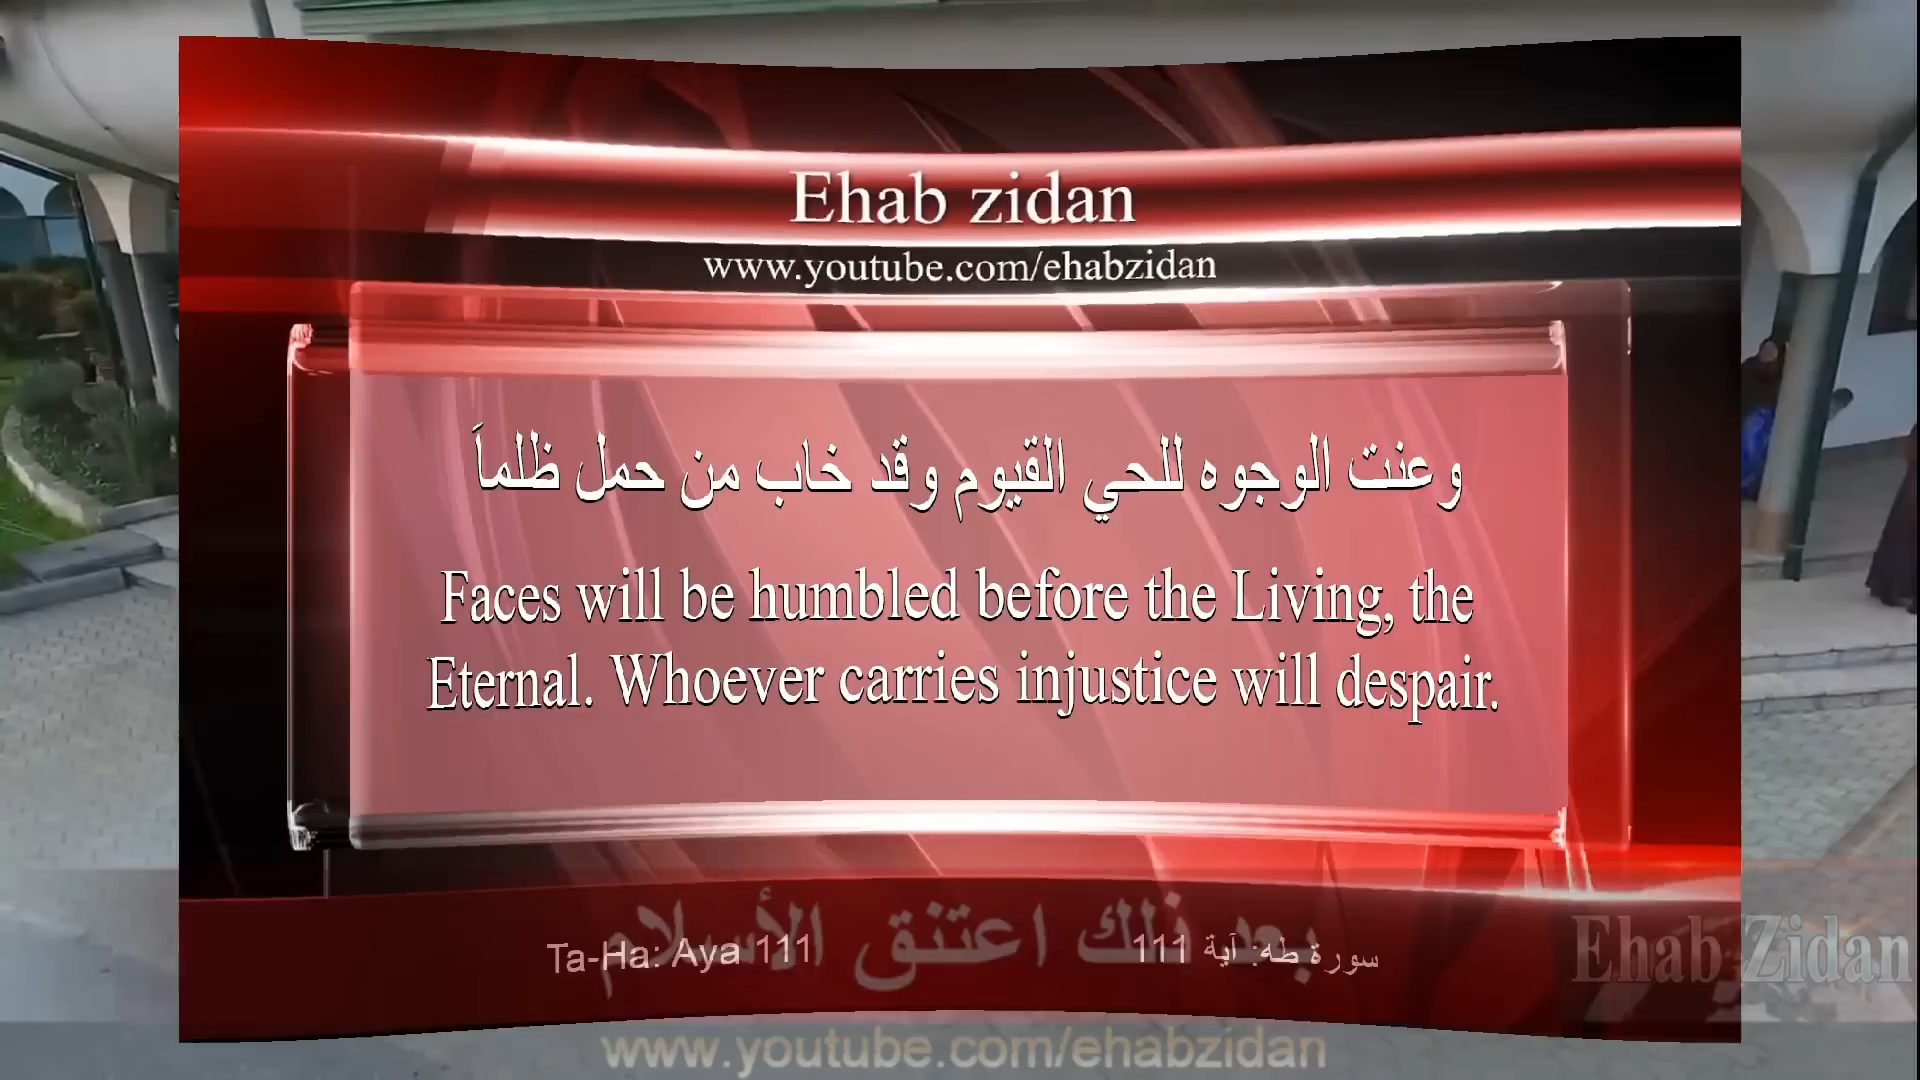 Ehab zidan
www.youtube.com/ehabzidan
وعنت الوجوه للحي القيوم وقد خاب من حمل ظلماَ
Faces will be humbled before the Living, the
Eternal. Whoever carries injustice will despair.
بعد ذلك اعتنق الأسلام
Ta-Ha: Aya 111
سورة طه: آية 111
Ehab Zidan
www.youtube.com/ehabzidan